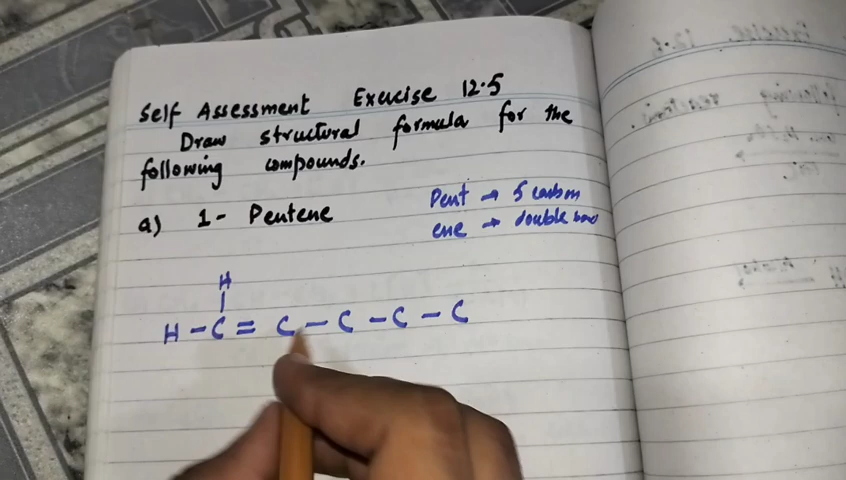 Self Assessment Exercise 12.5
Draw structural formula for the
following compounds.
a) 1- Pentene
Pent → 5 carbon
ene → double
H
|
H - C = C - C - C - C